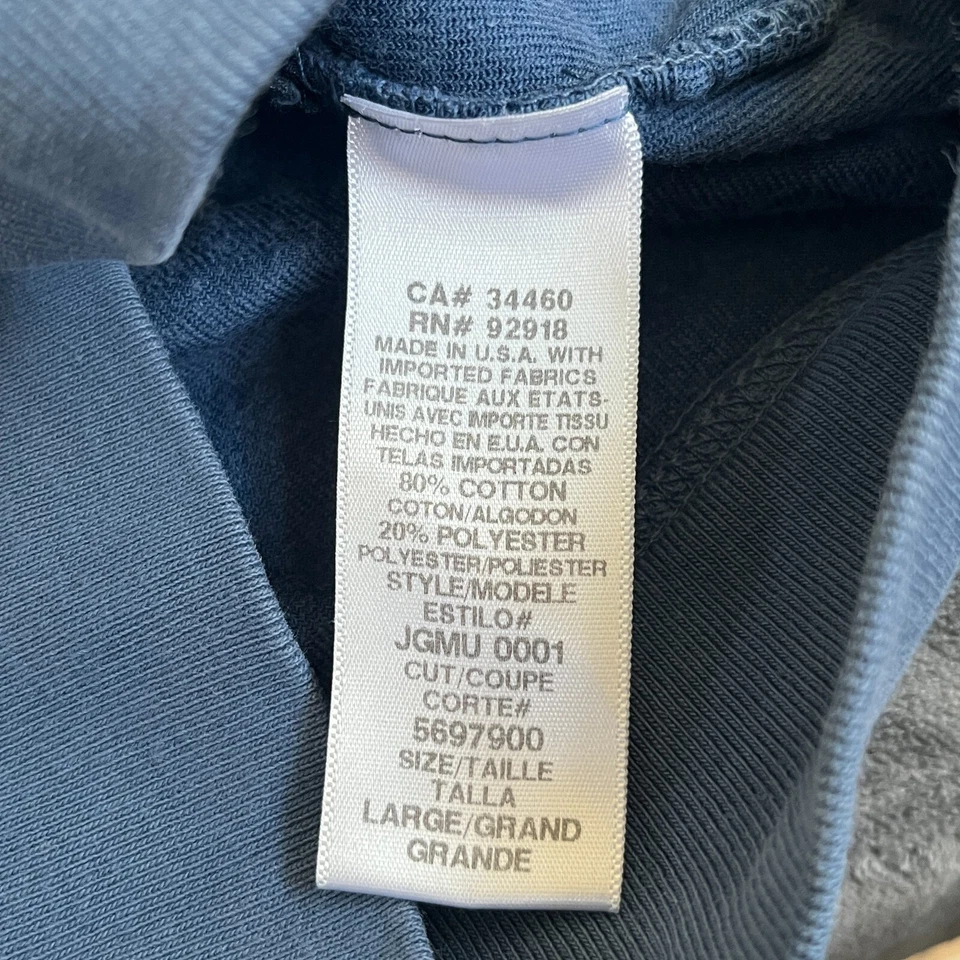 CA# 34460
RN# 92918
MADE IN U.S.A. WITH
IMPORTED FABRICS
FABRIQUE AUX ETATS-
UNIS AVEC IMPORTE TISSU
HECHO EN E.U.A. CON
TELAS IMPORTADAS
80% COTTON
COTON/ALGODON
20% POLYESTER
POLYESTER/POLIESTER
STYLE/MODELE
ESTILO#
JGMU 0001
CUT/COUPE
CORTE#
5697900
SIZE/TAILLE
TALLA
LARGE/GRAND
GRANDE